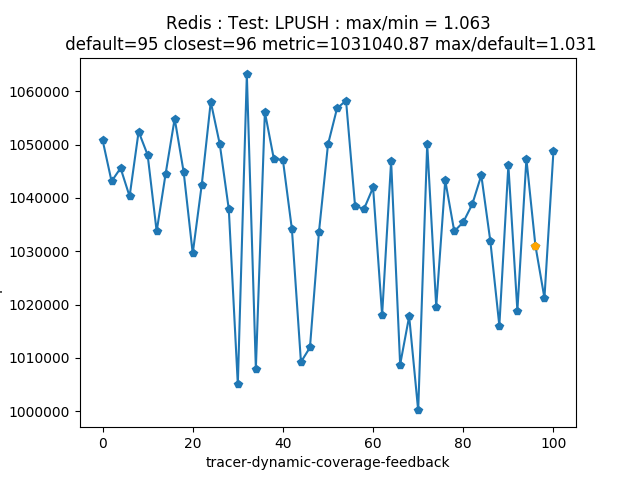 Redis : Test: LPUSH : max/min = 1.063
default=95 closest=96 metric=1031040.87 max/default=1.031
1060000
1050000
1040000
1030000
1020000
1010000
1000000
0 20 40 60 80 100
tracer-dynamic-coverage-feedback